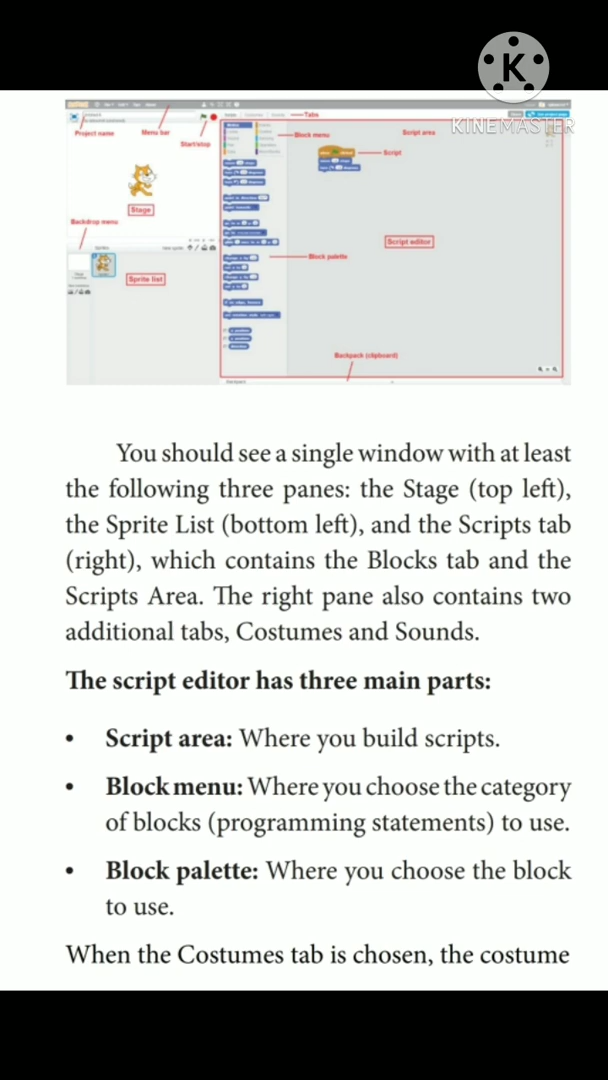 K
KINEMASTER
Tabs
Project name
Menu bar
Start/stop
Block menu
Script area
Script
Stage
Backdrop menu
Script editor
Block palette
Sprite list
Backpack (clipboard)
You should see a single window with at least
the following three panes: the Stage (top left),
the Sprite List (bottom left), and the Scripts tab
(right), which contains the Blocks tab and the
Scripts Area. The right pane also contains two
additional tabs, Costumes and Sounds.
The script editor has three main parts:
• Script area: Where you build scripts.
• Block menu: Where you choose the category
of blocks (programming statements) to use.
• Block palette: Where you choose the block
to use.
When the Costumes tab is chosen, the costume